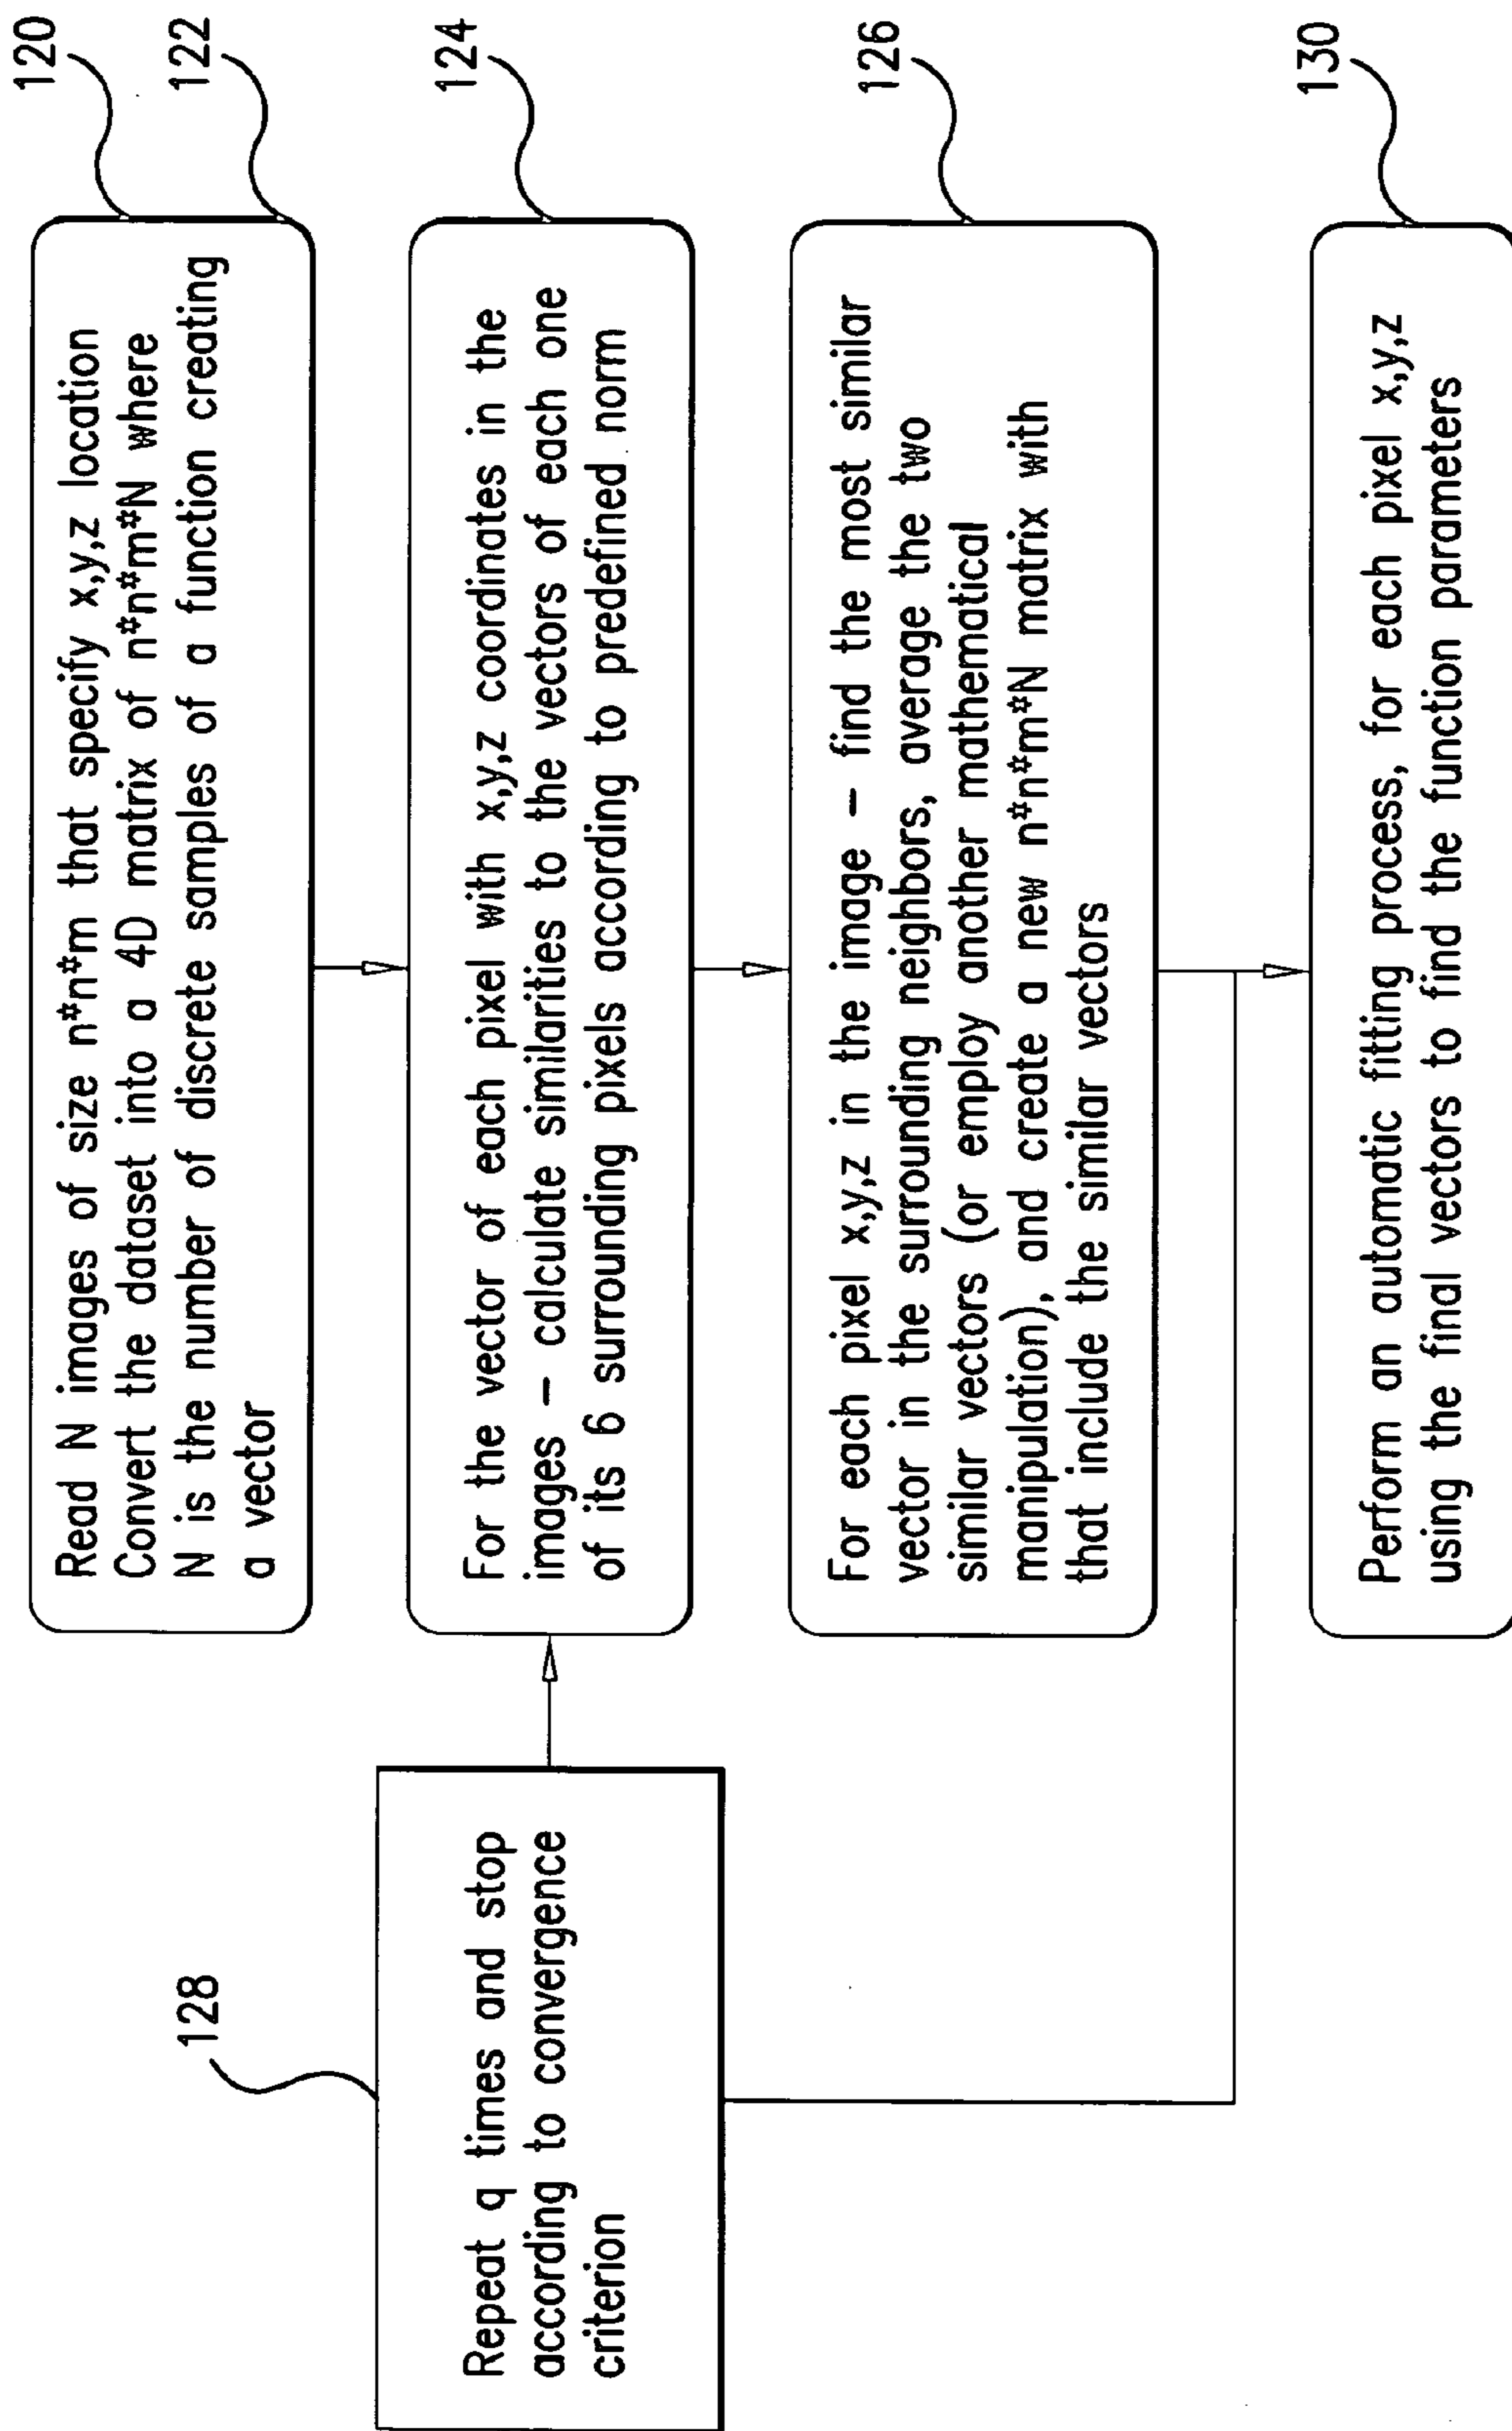 120
Read N images of size n*n*m that specify x,y,z location
Convert the dataset into a 4D matrix of n*n*m*N where
N is the number of discrete samples of a function creating
a vector
122
For the vector of each pixel with x,y,z coordinates in the
images – calculate similarities to the vectors of each one
of its 6 surrounding pixels according to predefined norm
124
For each pixel x,y,z in the image – find the most similar
vector in the surrounding neighbors, average the two
similar vectors (or employ another mathematical
manipulation), and create a new n*n*m*N matrix with
that include the similar vectors
126
128
Repeat q times and stop
according to convergence
criterion
Perform an automatic fitting process, for each pixel x,y,z
using the final vectors to find the function parameters
130